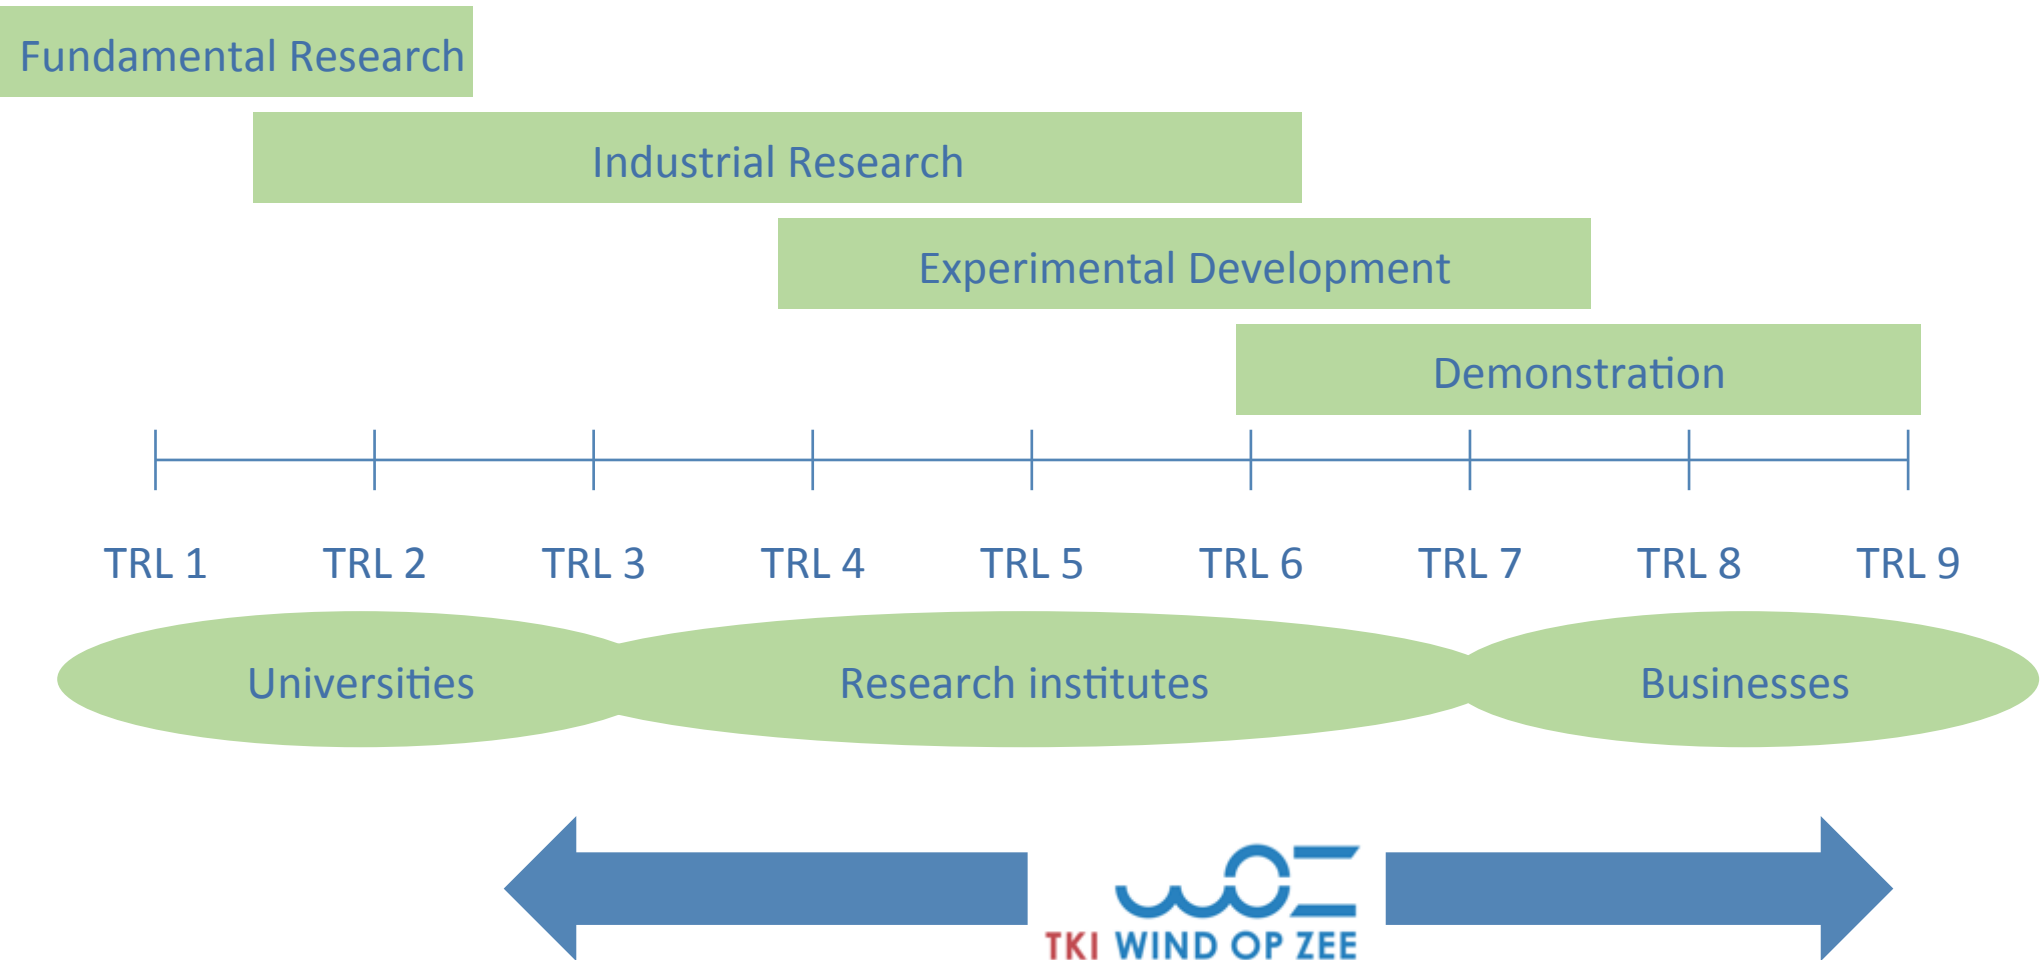 Fundamental Research
Industrial Research
Experimental Development
Demonstration
TRL 1 TRL 2 TRL 3 TRL 4 TRL 5 TRL 6 TRL 7 TRL 8 TRL 9
Universities Research institutes Businesses
TKI WIND OP ZEE